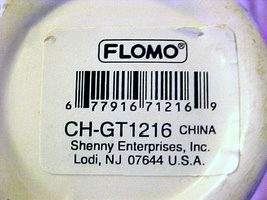 FLOMO®
6 77916 71216 9
CH-GT1216 CHINA
Shenny Enterprises, Inc.
Lodi, NJ 07644 U.S.A.